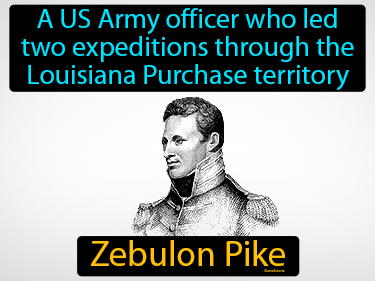 A US Army officer who led
two expeditions through the
Louisiana Purchase territory
Zebulon Pike